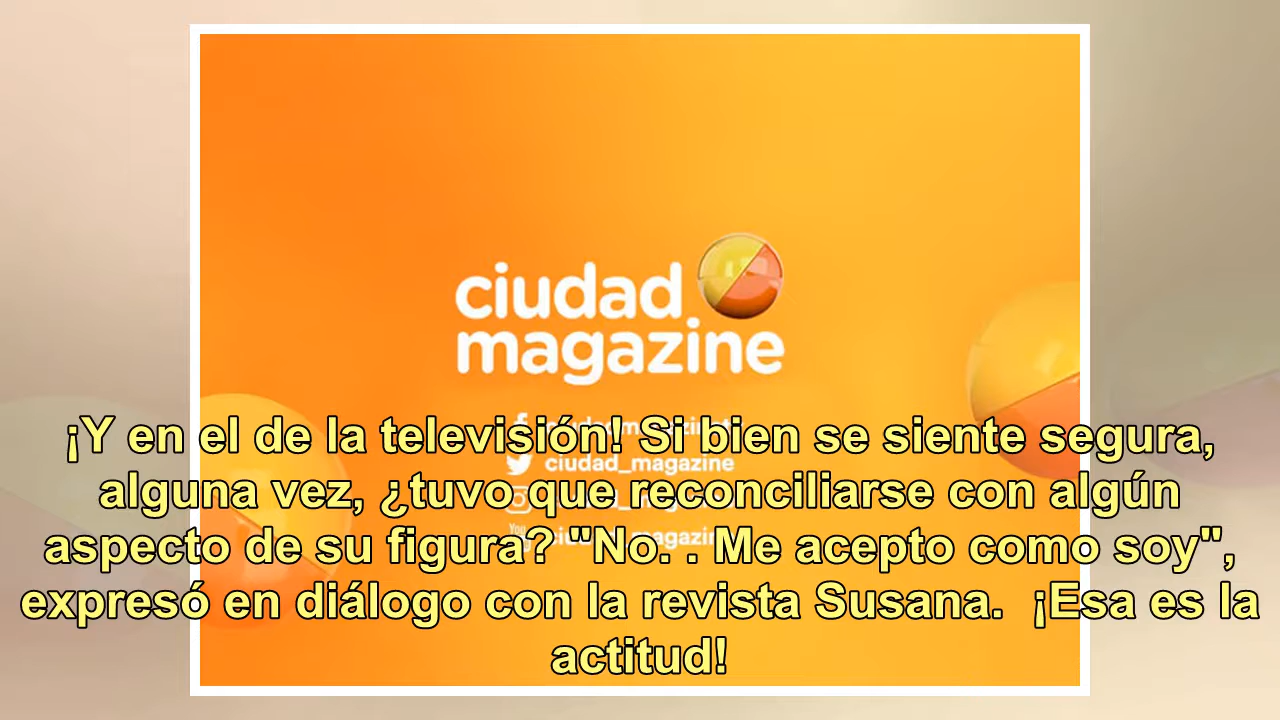 ciudad
magazine
¡Y en el de la televisión! Si bien se siente segura,
ciudad_magazine
alguna vez, ¿tuvo que reconciliarse con algún
aspecto de su figura? "No. . Me acepto como soy",
expresó en diálogo con la revista Susana.  ¡Esa es la
actitud!